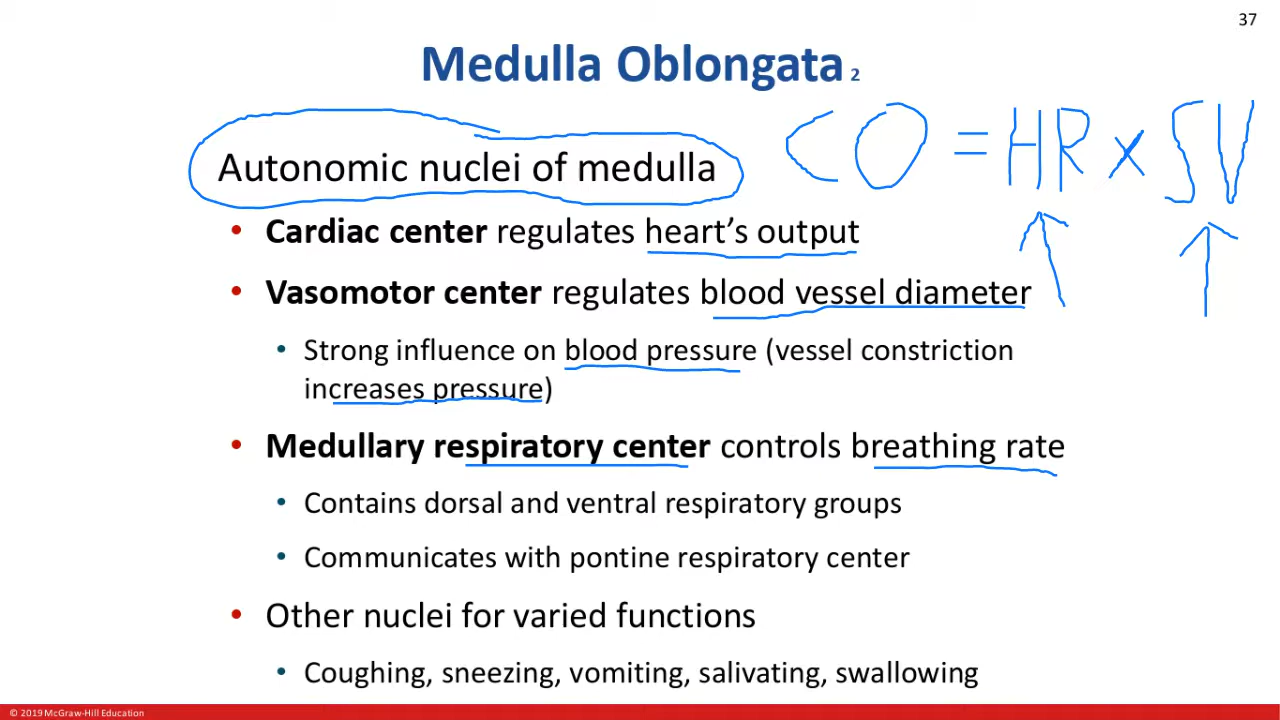 37
Medulla Oblongata 2
CO = HR x SV
Autonomic nuclei of medulla
• Cardiac center regulates heart's output
• Vasomotor center regulates blood vessel diameter
• Strong influence on blood pressure (vessel constriction
increases pressure)
• Medullary respiratory center controls breathing rate
• Contains dorsal and ventral respiratory groups
• Communicates with pontine respiratory center
• Other nuclei for varied functions
• Coughing, sneezing, vomiting, salivating, swallowing
© 2019 McGraw-Hill Education